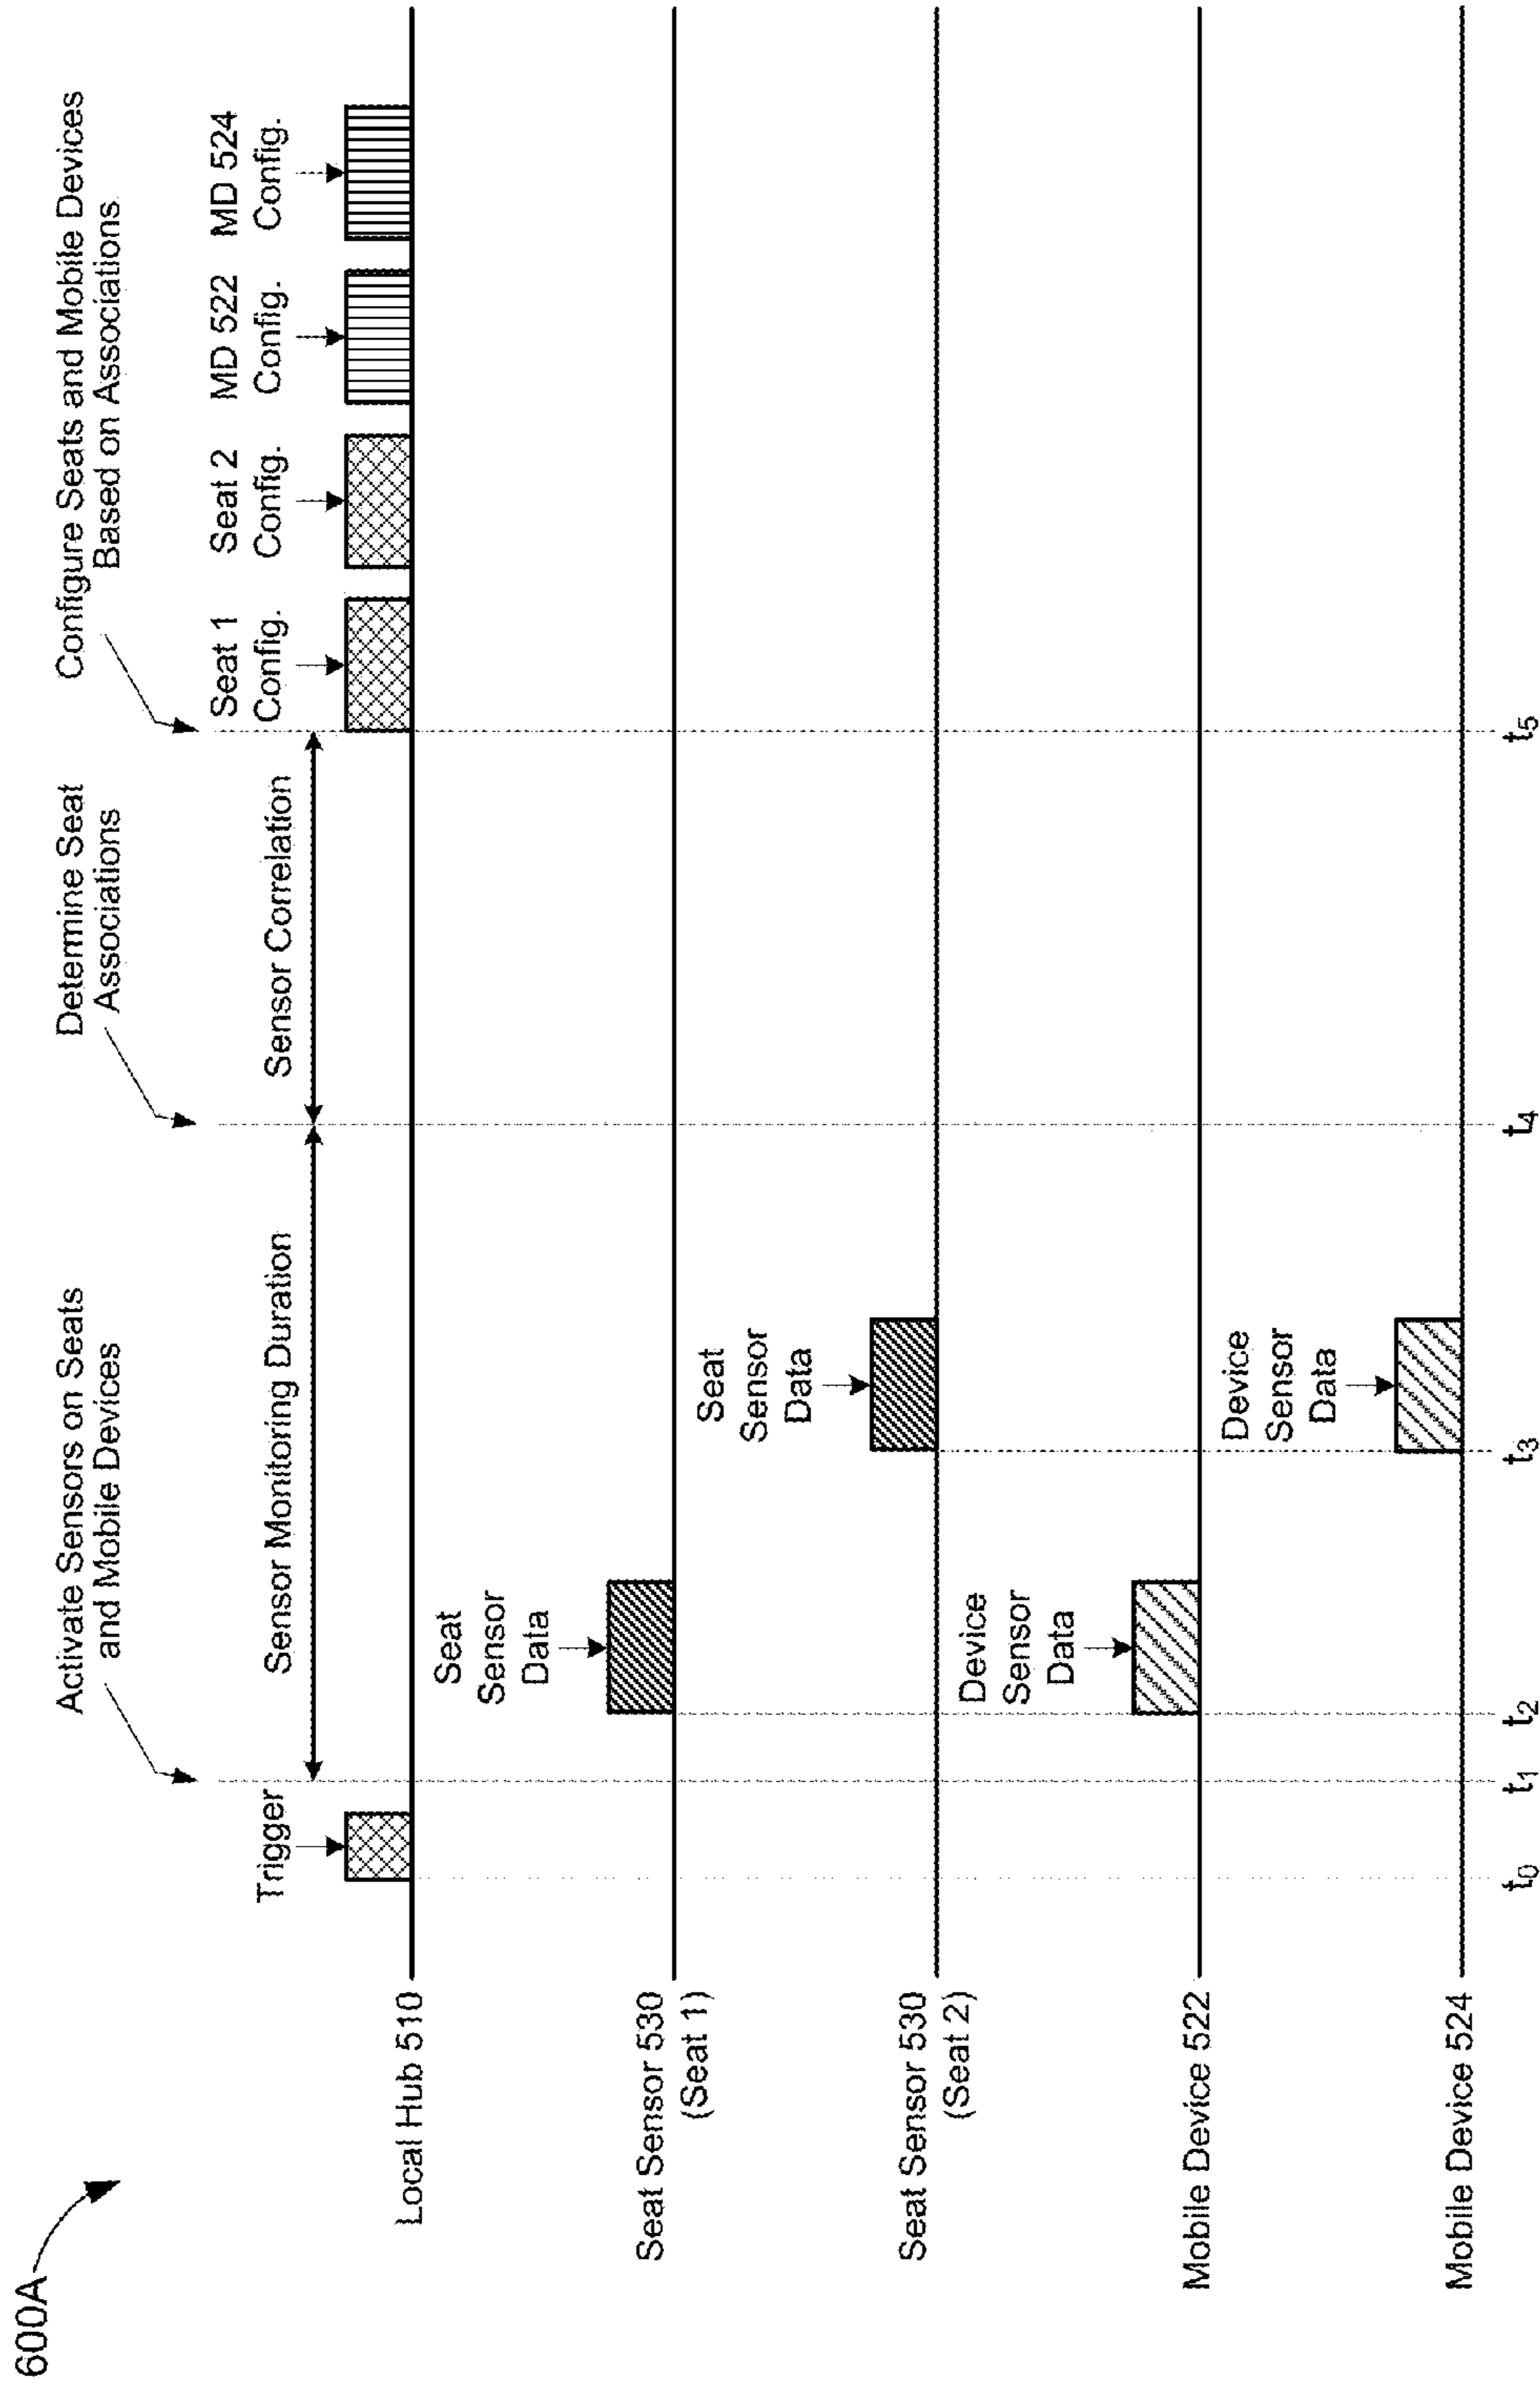 600A
Activate Sensors on Seats
and Mobile Devices
Determine Seat
Associations
Configure Seats and Mobile Devices
Based on Associations
Trigger
Sensor Monitoring Duration
Sensor Correlation
Seat 1
Config.
Seat 2
Config.
MD 522
Config.
MD 524
Config.
Local Hub 510
Seat
Sensor
Data
Seat Sensor 530
(Seat 1)
Seat
Sensor
Data
Seat Sensor 530
(Seat 2)
Device
Sensor
Data
Mobile Device 522
Device
Sensor
Data
Mobile Device 524
t0
t1
t2
t3
t4
t5